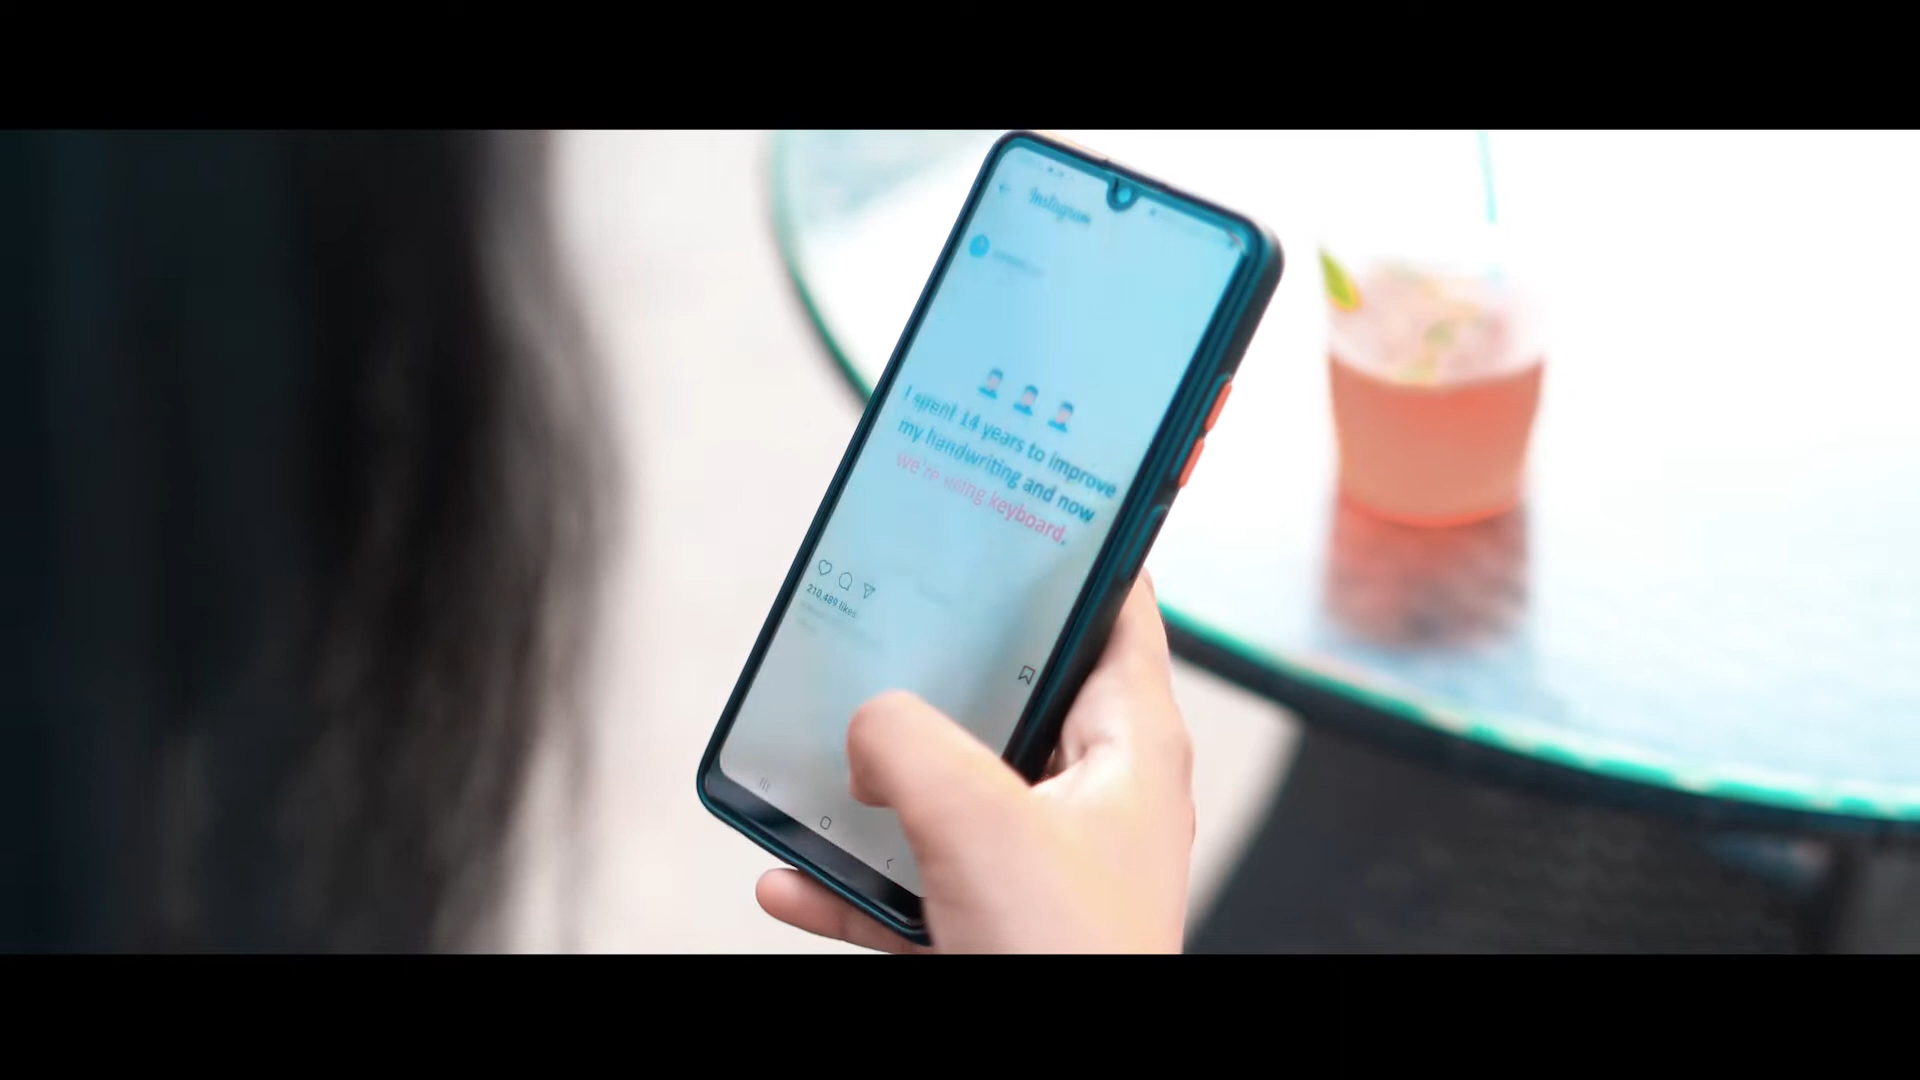 Instagram
I spent 14 years to improve
my handwriting and now
we're using keyboard.
210,489 likes